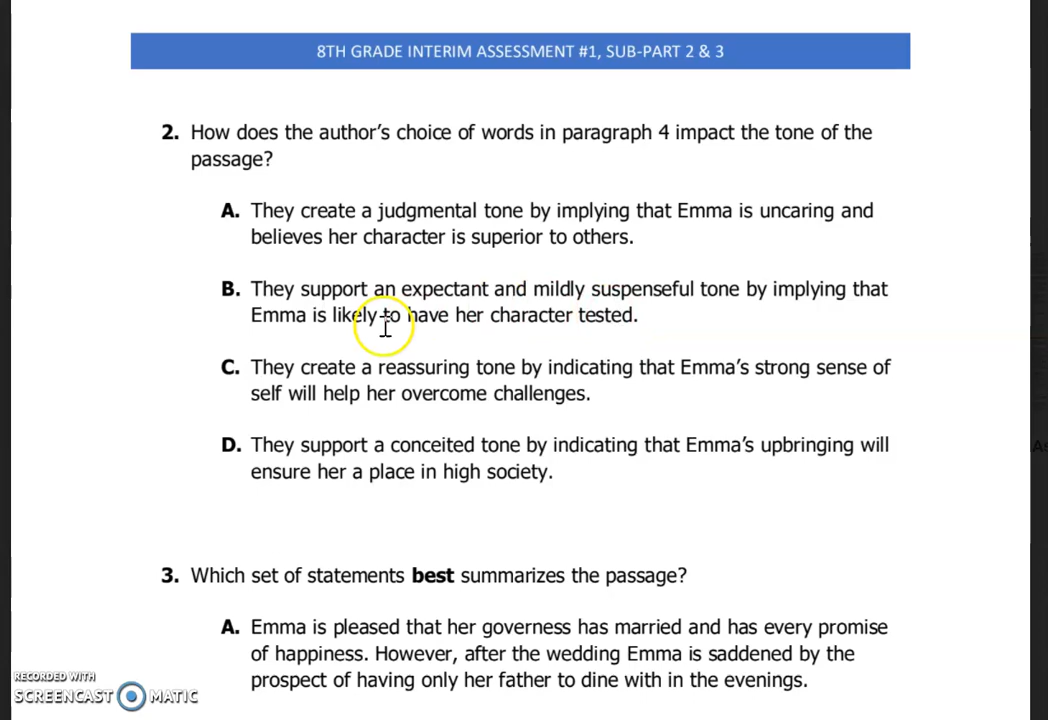 8TH GRADE INTERIM ASSESSMENT #1, SUB-PART 2 & 3
2. How does the author's choice of words in paragraph 4 impact the tone of the
passage?
A. They create a judgmental tone by implying that Emma is uncaring and
believes her character is superior to others.
B. They support an expectant and mildly suspenseful tone by implying that
Emma is likely to have her character tested.
C. They create a reassuring tone by indicating that Emma's strong sense of
self will help her overcome challenges.
D. They support a conceited tone by indicating that Emma's upbringing will
ensure her a place in high society.
3. Which set of statements best summarizes the passage?
A. Emma is pleased that her governess has married and has every promise
of happiness. However, after the wedding Emma is saddened by the
prospect of having only her father to dine with in the evenings.
RECORDED WITH
SCREENCAST MATIC